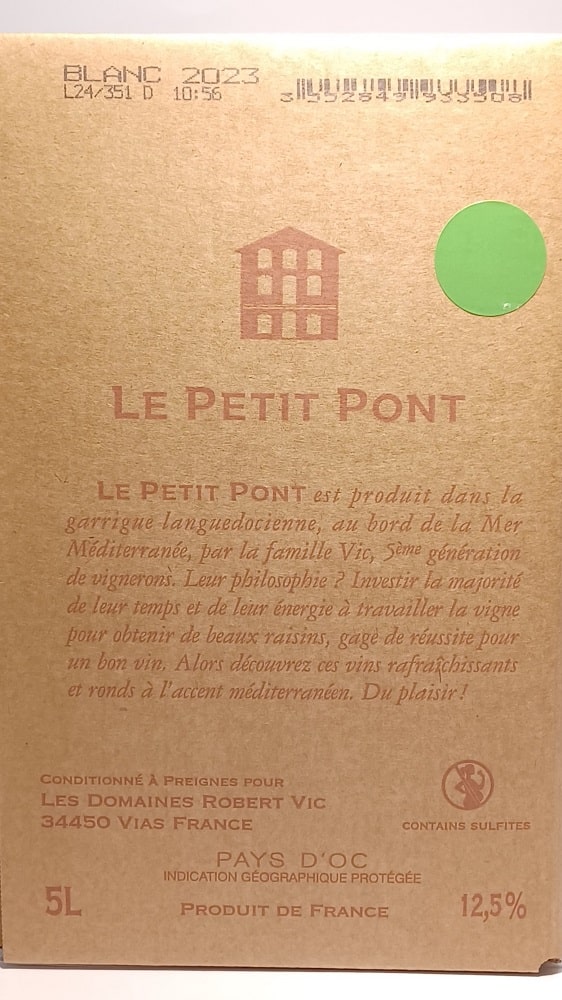 BLANC 2023
L24/351 D 10:56
LE PETIT PONT
LE PETIT PONT est produit dans la
garrigue languedocienne, au bord de la Mer
Méditerranée, par la famille Vic, 5ème génération
de vignerons. Leur philosophie ? Investir la majorité
de leur temps et de leur énergie à travailler la vigne
pour obtenir de beaux raisins, gage de réussite pour
un bon vin. Alors découvrez ces vins rafraîchissants
et ronds à l'accent méditerranéen. Du plaisir !
CONDITIONNÉ À PREIGNES POUR
LES DOMAINES ROBERT VIC
34450 VIAS FRANCE
CONTAINS SULFITES
PAYS D'OC
INDICATION GÉOGRAPHIQUE PROTÉGÉE
5L PRODUIT DE FRANCE 12,5%